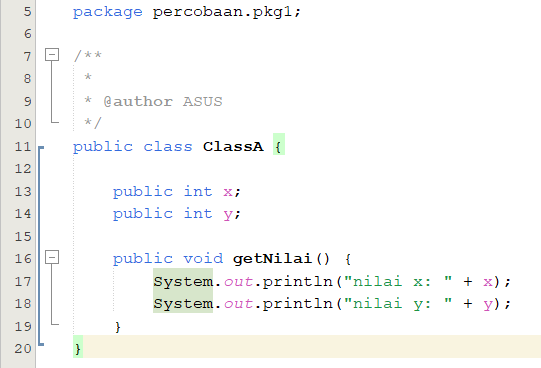 5 package percobaan.pkg1;
6
7 /**
8 *
9 * @author ASUS
10 */
11 public class ClassA {
12
13 public int x;
14 public int y;
15
16 public void getNilai() {
17 System.out.println("nilai x: " + x);
18 System.out.println("nilai y: " + y);
19 }
20 }